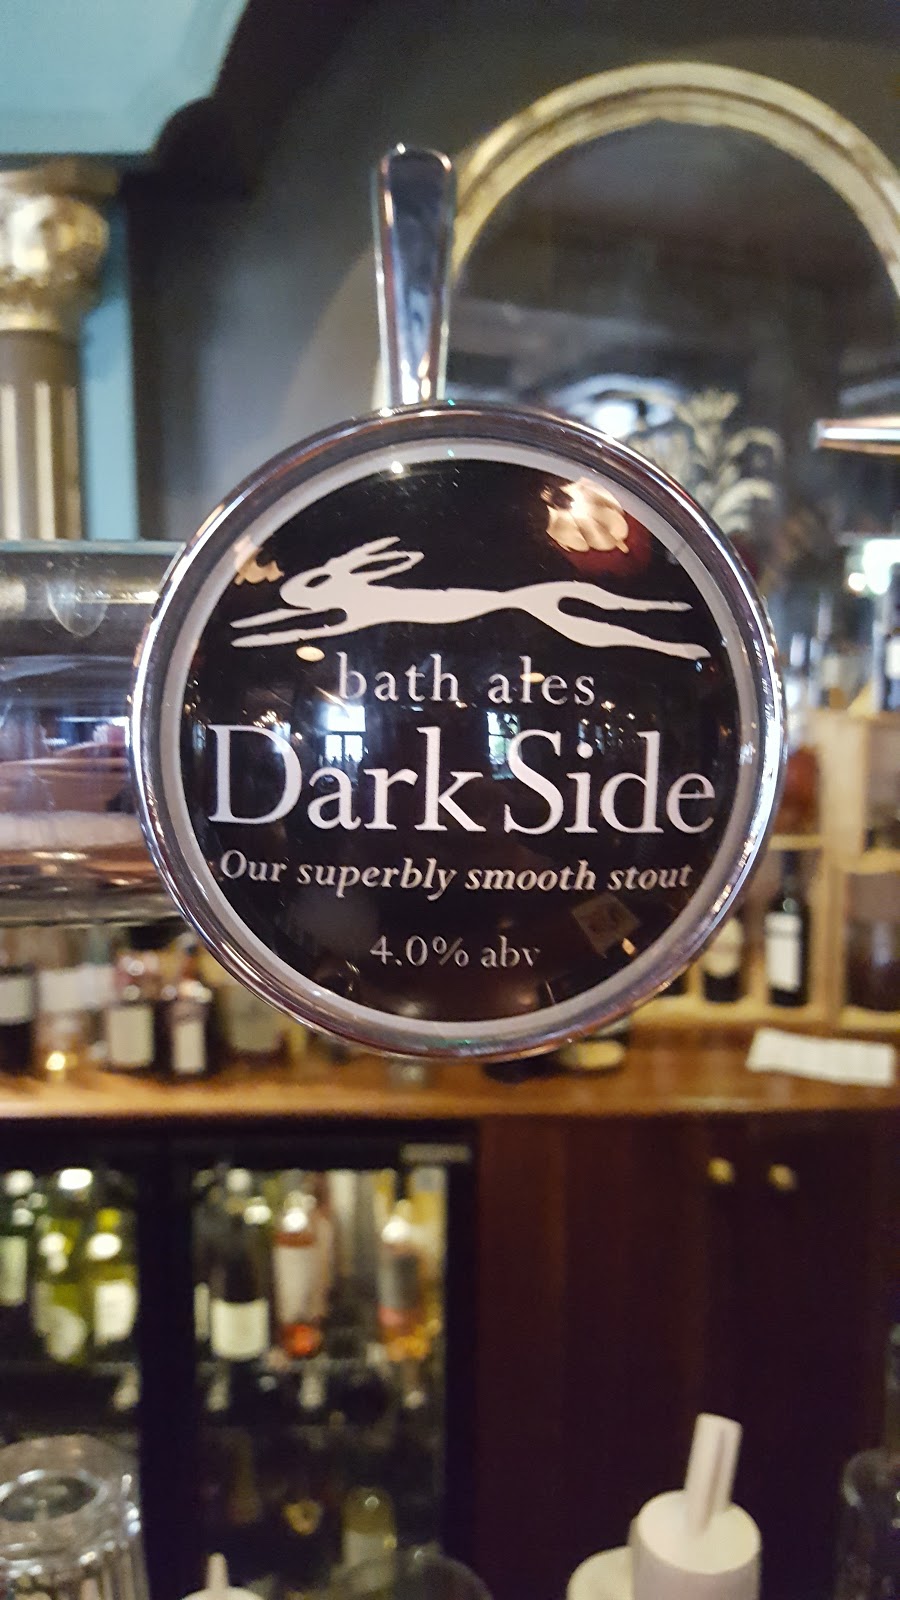 bath ales
Dark Side
Our superbly smooth stout
4.0% abv